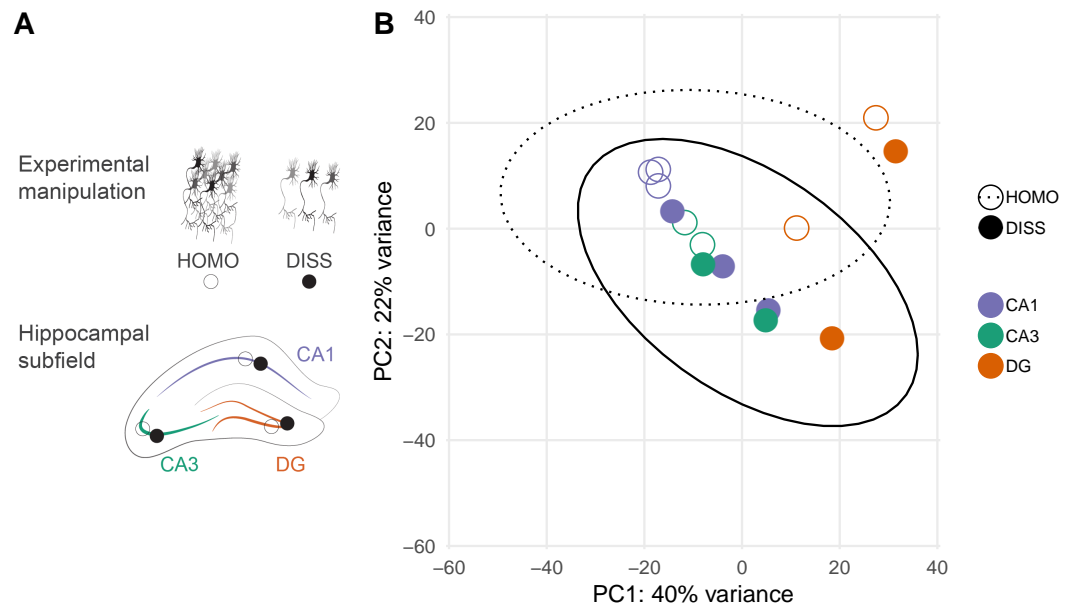 A
Experimental
manipulation
HOMO DISS
Hippocampal
subfield
CA1
CA3 DG
B
PC2: 22% variance
40
20
0
−20
−40
−60
−60 −40 −20 0 20 40
PC1: 40% variance
HOMO
DISS
CA1
CA3
DG